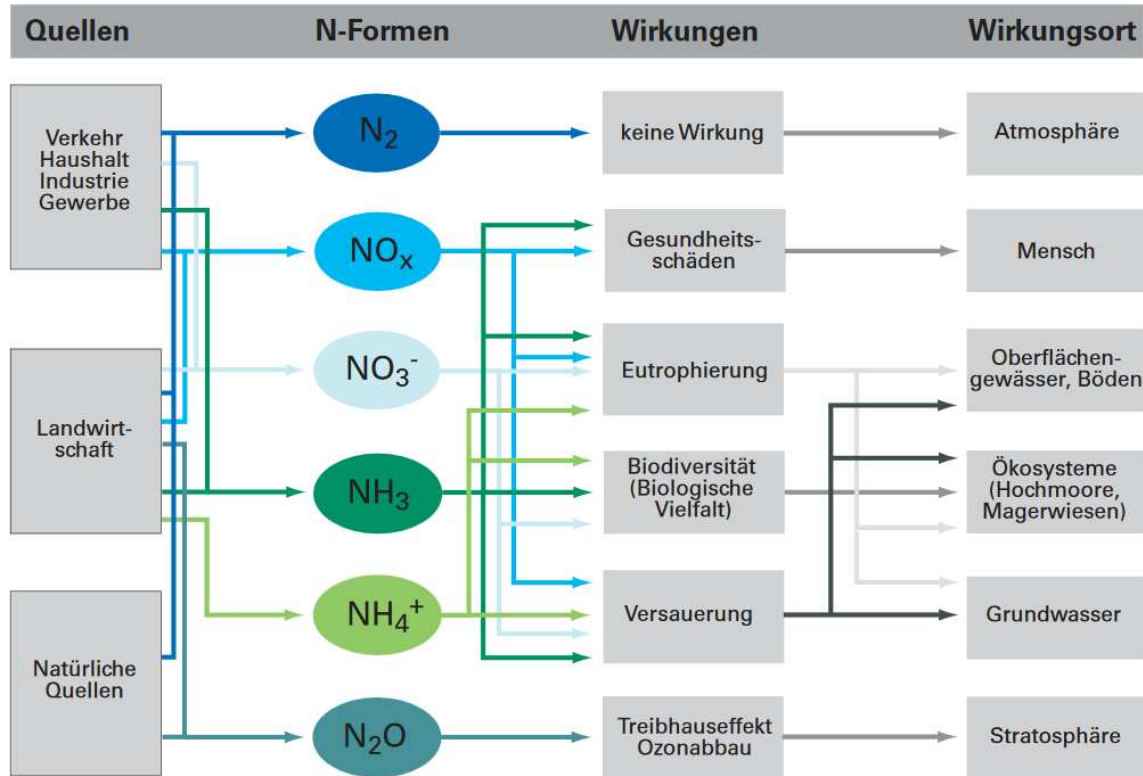 Quellen
N-Formen
Wirkungen
Wirkungsort
Verkehr
Haushalt
Industrie
Gewerbe
N₂
keine Wirkung
Atmosphäre
NOₓ
Gesundheits-
schäden
Mensch
Landwirt-
schaft
NO₃⁻
Eutrophierung
Oberflächen-
gewässer, Böden
NH₃
Biodiversität
(Biologische
Vielfalt)
Ökosysteme
(Hochmoore,
Magerwiesen)
Natürliche
Quellen
NH₄⁺
Versauerung
Grundwasser
N₂O
Treibhauseffekt
Ozonabbau
Stratosphäre